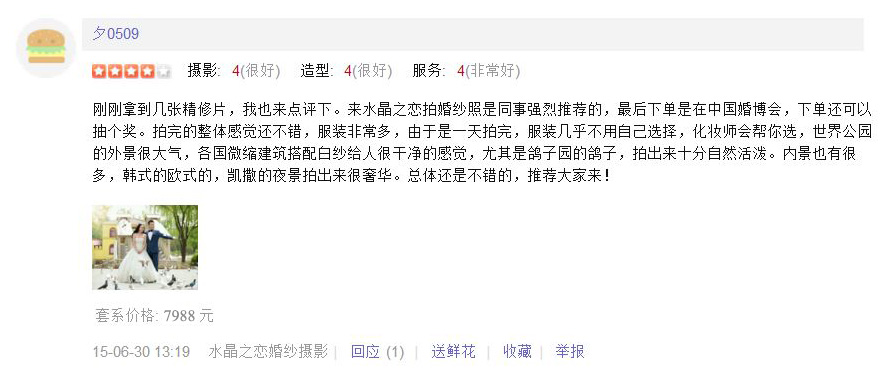 夕0509
摄影: 4(很好) 造型: 4(很好) 服务: 4(非常好)
刚刚拿到几张精修片，我也来点评下。来水晶之恋拍婚纱照是同事强烈推荐的，最后下单是在中国婚博会，下单还可以
抽个奖。拍完的整体感觉还不错，服装非常多，由于是一天拍完，服装几乎不用自己选择，化妆师会帮你选，世界公园
的外景很大气，各国微缩建筑搭配白纱给人很干净的感觉，尤其是鸽子园的鸽子，拍出来十分自然活泼。内景也有很
多，韩式的欧式的，凯撒的夜景拍出来很奢华。总体还是不错的，推荐大家来！
套系价格: 7988 元
15-06-30 13:19 水晶之恋婚纱摄影 | 回应 (1) | 送鲜花 | 收藏 | 举报